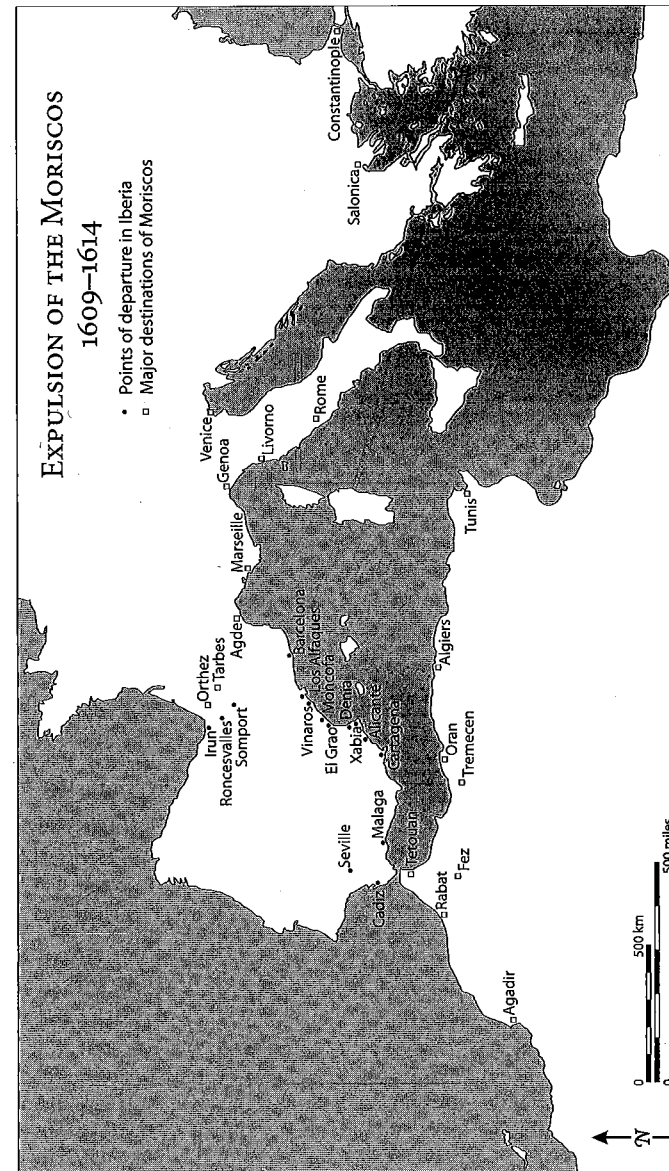 EXPULSION OF THE MORISCOS
1609–1614
• Points of departure in Iberia
▫ Major destinations of Moriscos
Constantinople
Salonica
Venice
Genoa
Livorno
Rome
Marseille
Agde
Orthez
Tarbes
Irun
Roncesvalles
Somport
Barcelona
Los Alfaques
Vinaros
Moncofa
El Grao
Denia
Xabia
Alicante
Cartagena
Seville
Malaga
Cadiz
Tetouan
Tunis
Algiers
Oran
Tremecen
Rabat
Fez
Agadir
0 500 km
0 500 miles
N